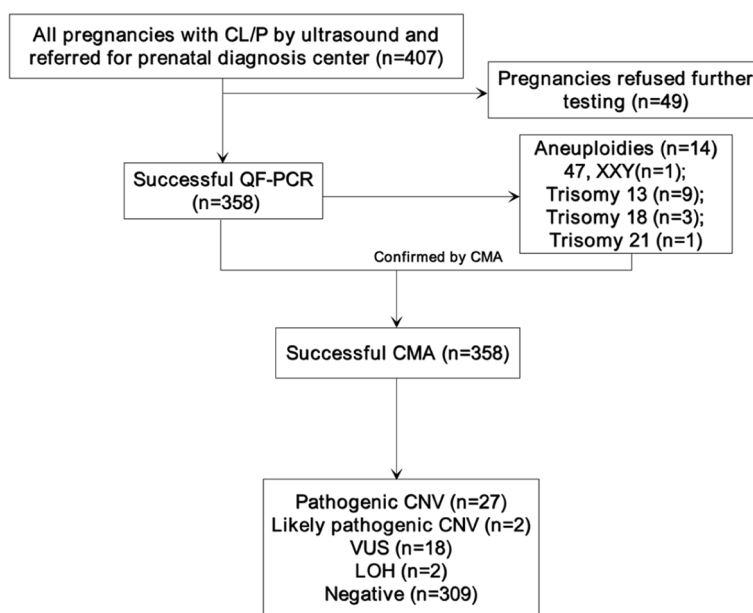 All pregnancies with CL/P by ultrasound and
referred for prenatal diagnosis center (n=407)
Pregnancies refused further
testing (n=49)
Successful QF-PCR
(n=358)
Aneuploidies (n=14)
47, XXY(n=1);
Trisomy 13 (n=9);
Trisomy 18 (n=3);
Trisomy 21 (n=1)
Confirmed by CMA
Successful CMA (n=358)
Pathogenic CNV (n=27)
Likely pathogenic CNV (n=2)
VUS (n=18)
LOH (n=2)
Negative (n=309)